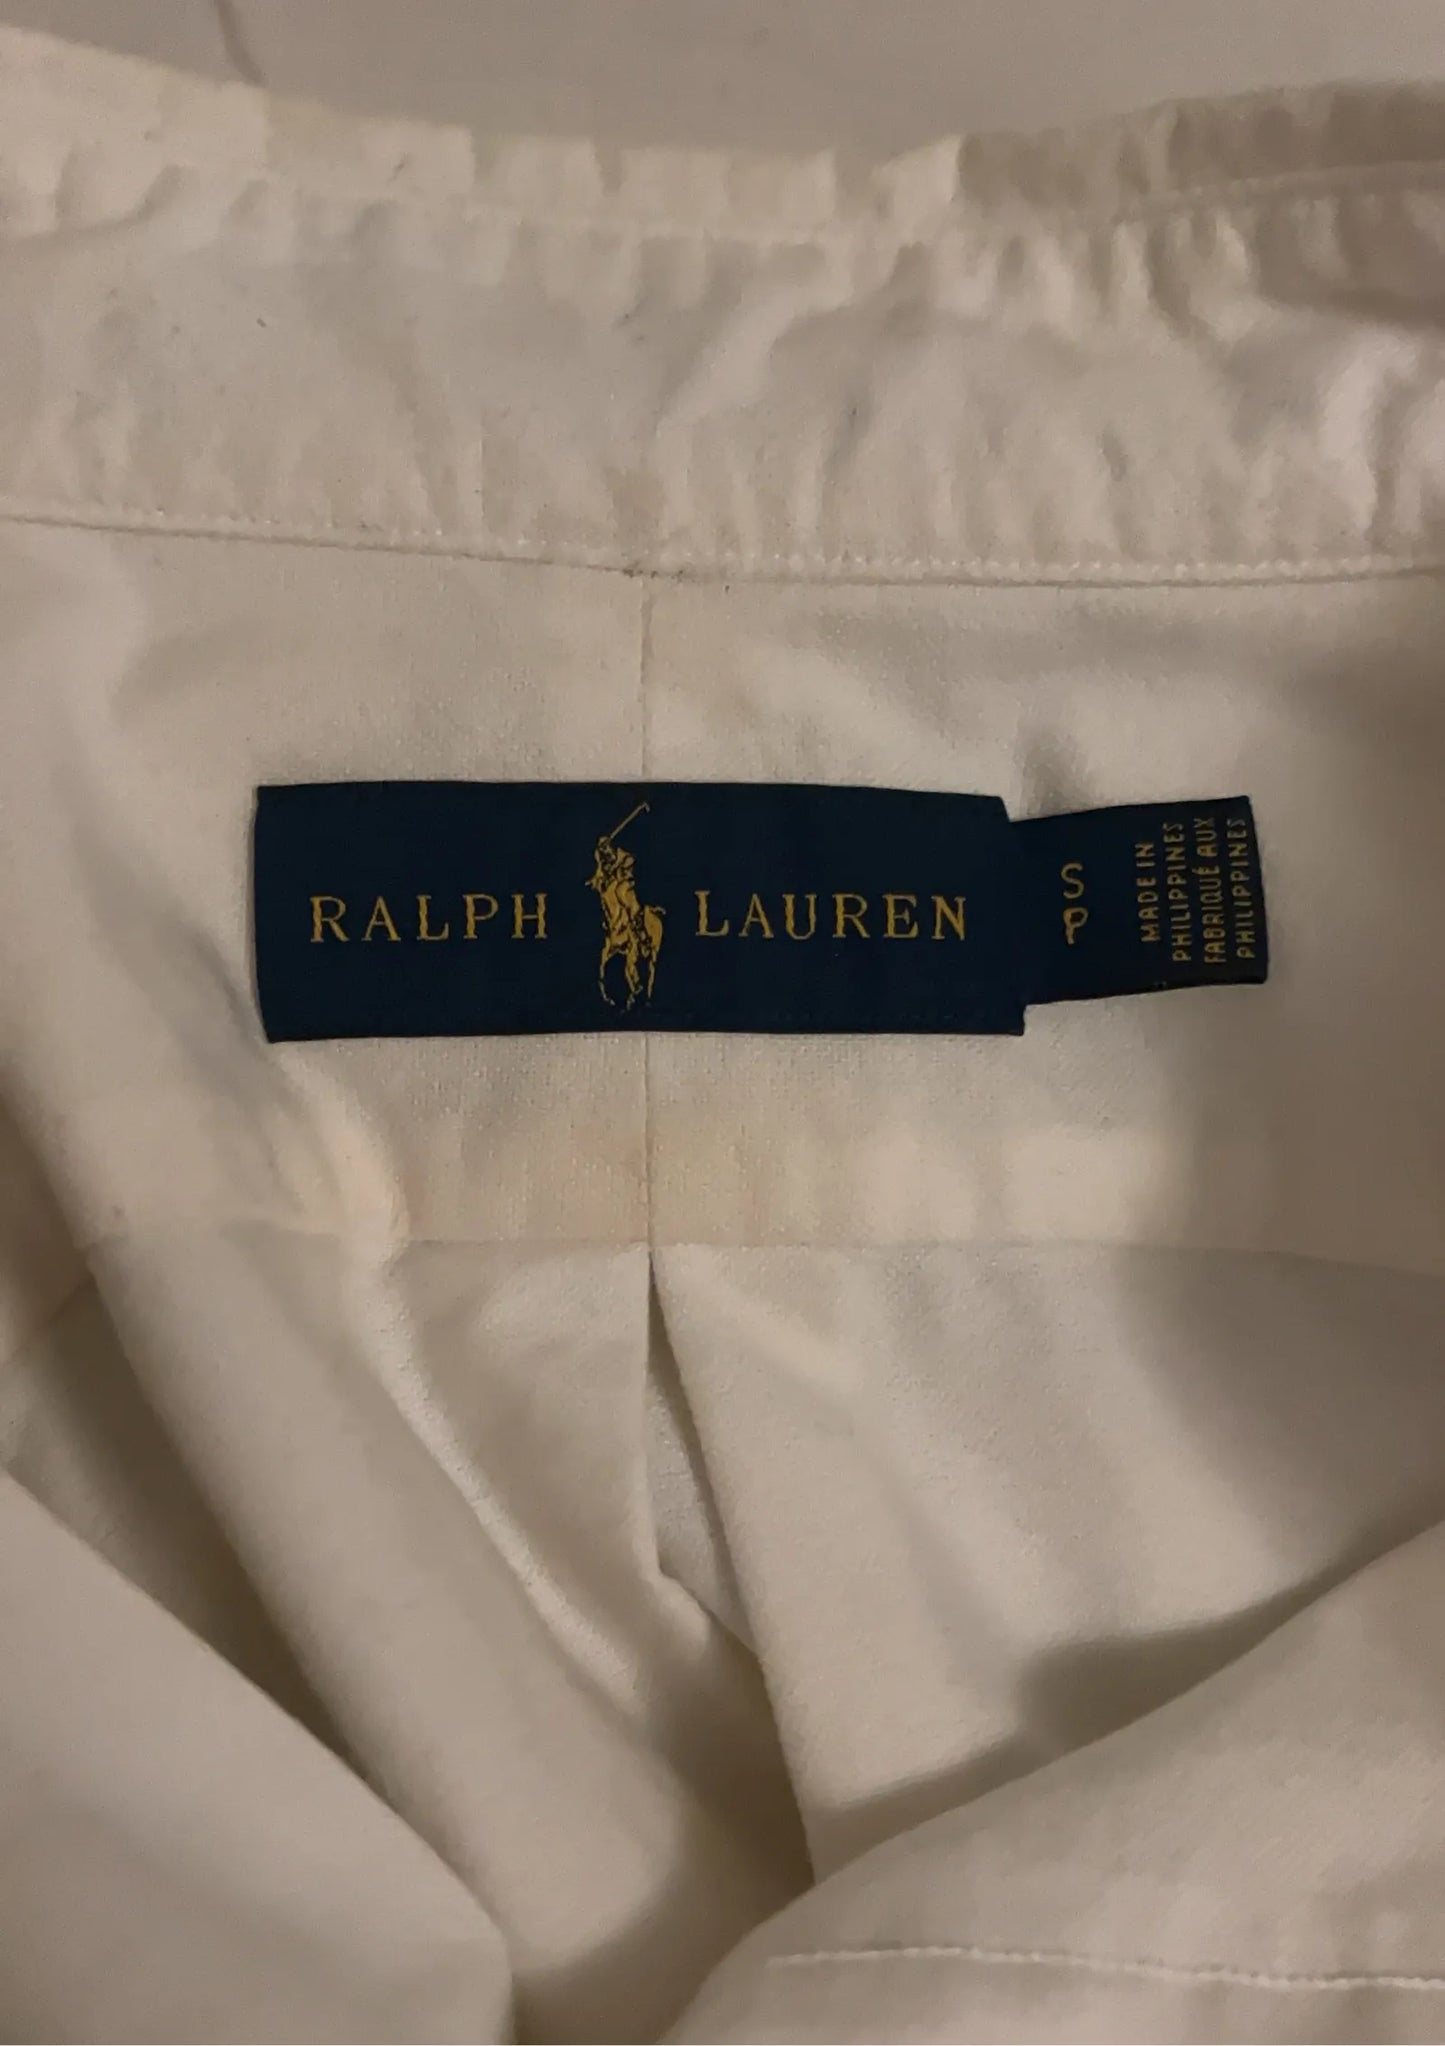 RALPH LAUREN
S
P
MADE IN
PHILIPPINES
FABRIQUÉ AUX
PHILIPPINES